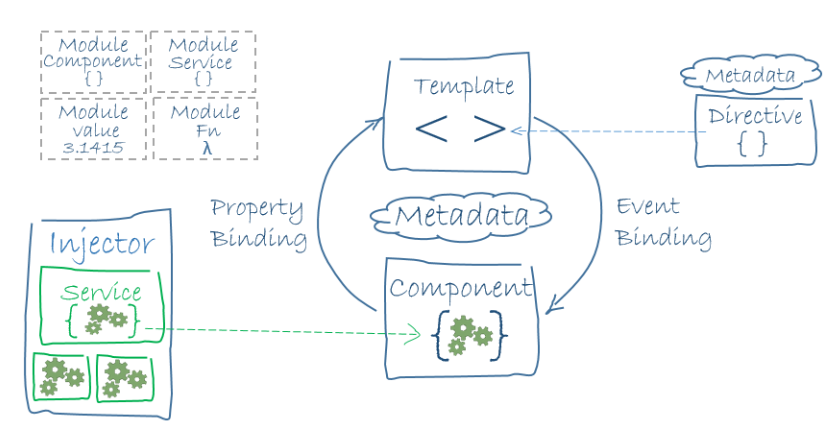 Module
Component
{ }
Module
Service
{ }
Module
value
3.1415
Module
Fn
λ
Template
< >
Metadata
Directive
{ }
Property
Binding
Metadata
Event
Binding
Injector
Service
{ }
Component
{ }